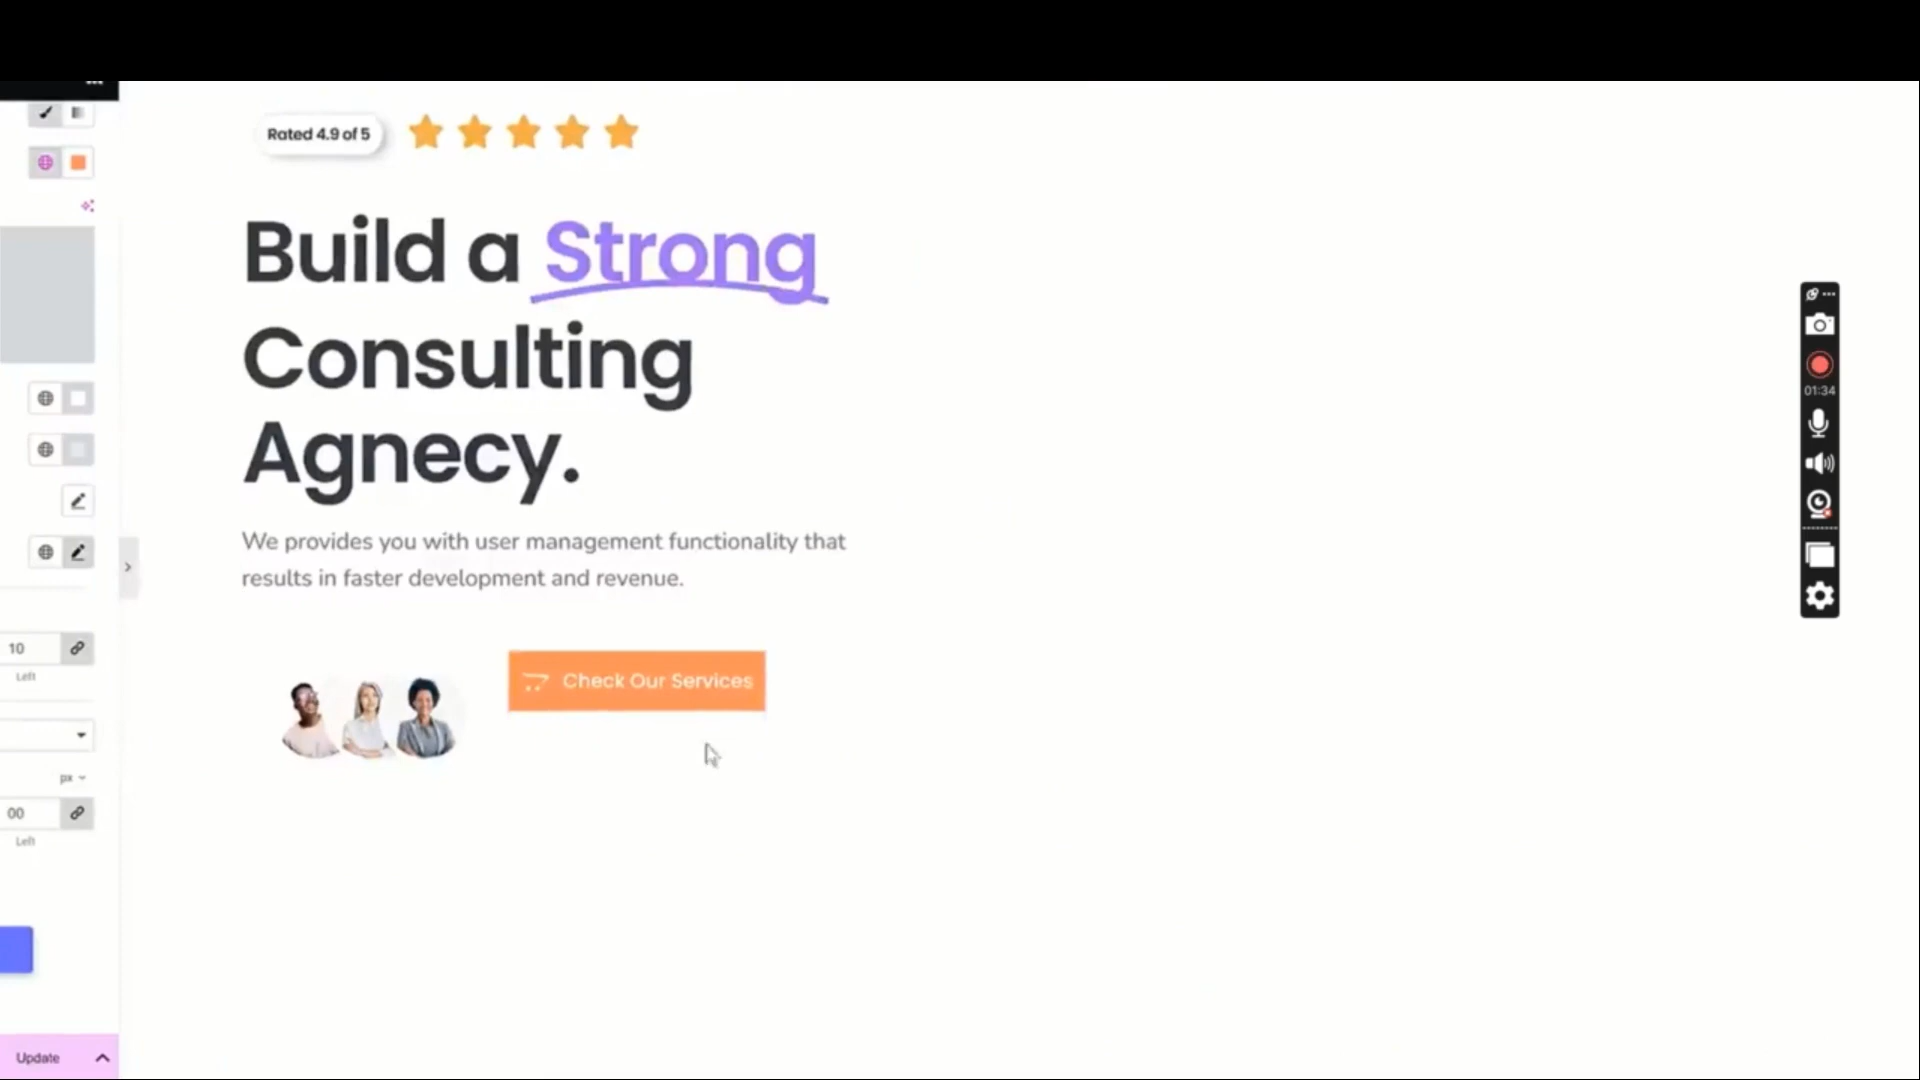 Rated 4.9 of 5
Build a Strong
Consulting
Agnecy.
We provides you with user management functionality that
results in faster development and revenue.
Check Our Services
10
Left
px
00
Left
Update
01:34